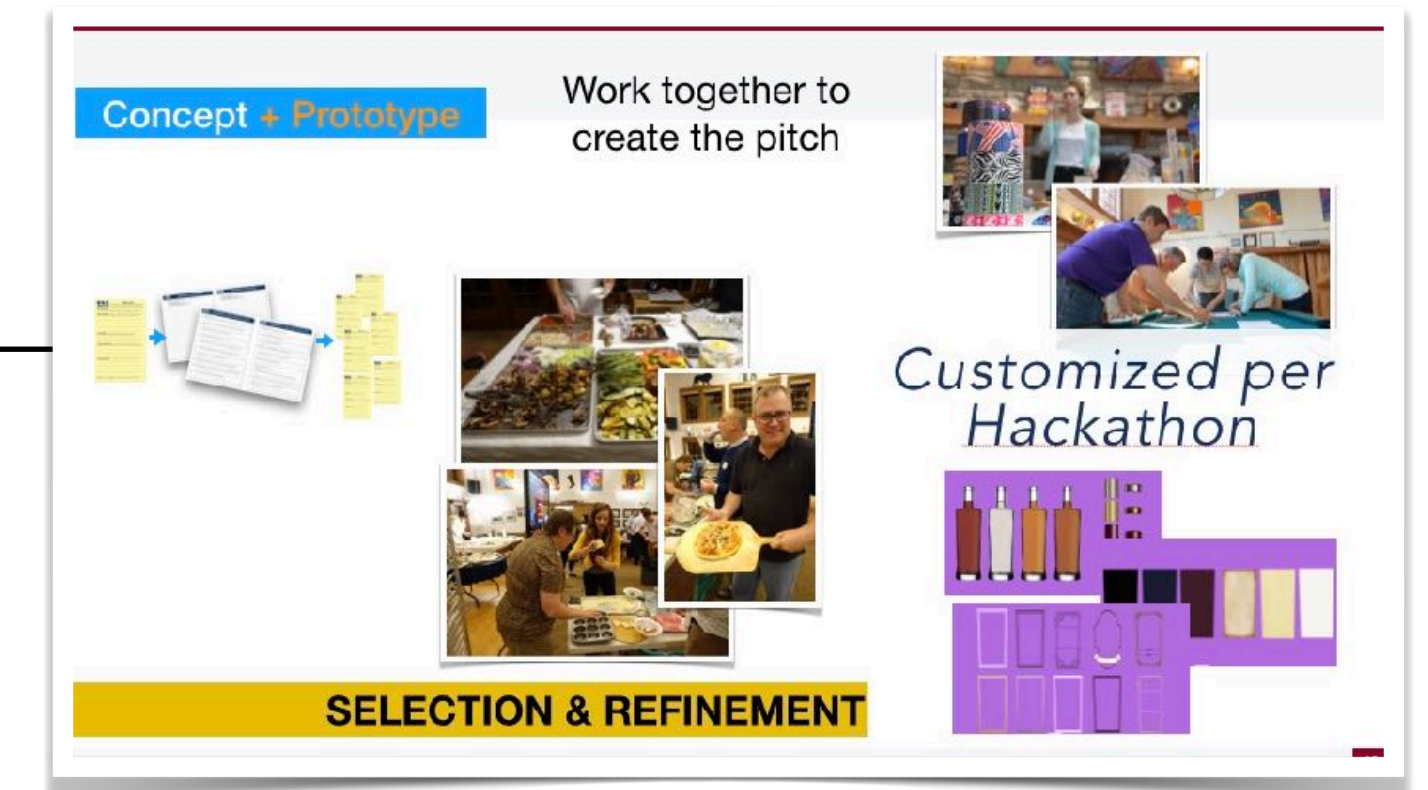 Concept + Prototype
Work together to
create the pitch
Customized per
Hackathon
SELECTION & REFINEMENT